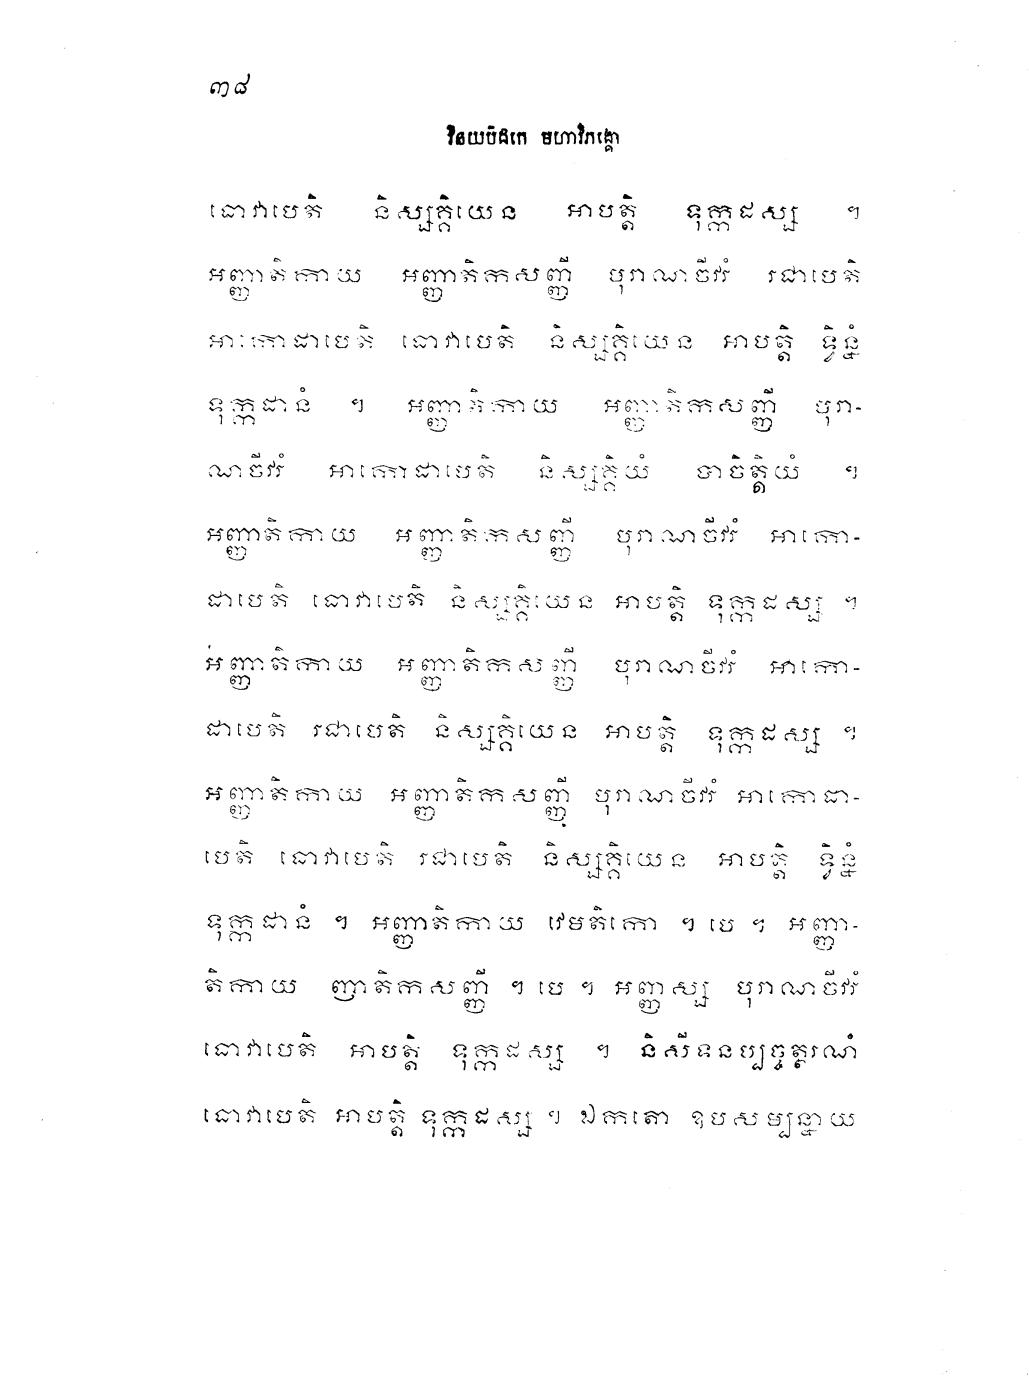 ៣៨
វិនយបិដកេ មហាវិភង្គោ
ធោវាបេតិ និស្សគ្គិយេន អាបត្តិ ទុក្កដស្ស ។
អញ្ញាតិកាយ អញ្ញាតិកសញ្ញី បុរាណចីវរំ រជាបេតិ
អាកោដាបេតិ ធោវាបេតិ និស្សគ្គិយេន អាបត្តិ ទ្វិន្នំ
ទុក្កដានំ ។ អញ្ញាតិកាយ អញ្ញាតិកសញ្ញី បុរា-
ណចីវរំ អាកោដាបេតិ និស្សគ្គិយំ បាចិត្តិយំ ។
អញ្ញាតិកាយ អញ្ញាតិកសញ្ញី បុរាណចីវរំ អាកោ-
ដាបេតិ ធោវាបេតិ និស្សគ្គិយេន អាបត្តិ ទុក្កដស្ស ។
អញ្ញាតិកាយ អញ្ញាតិកសញ្ញី បុរាណចីវរំ អាកោ-
ដាបេតិ រជាបេតិ និស្សគ្គិយេន អាបត្តិ ទុក្កដស្ស ។
អញ្ញាតិកាយ អញ្ញាតិកសញ្ញី បុរាណចីវរំ អាកោដា-
បេតិ ធោវាបេតិ រជាបេតិ និស្សគ្គិយេន អាបត្តិ ទ្វិន្នំ
ទុក្កដានំ ។ អញ្ញាតិកាយ វេមតិកោ ។ បេ ។ អញ្ញា-
តិកាយ ញាតិកសញ្ញី ។ បេ ។ អញ្ញស្ស បុរាណចីវរំ
ធោវាបេតិ អាបត្តិ ទុក្កដស្ស ។ និសីទនប្បច្ចត្ថរណំ
ធោវាបេតិ អាបត្តិ ទុក្កដស្ស ។ ឯកតោ ឧបសម្បន្នាយ